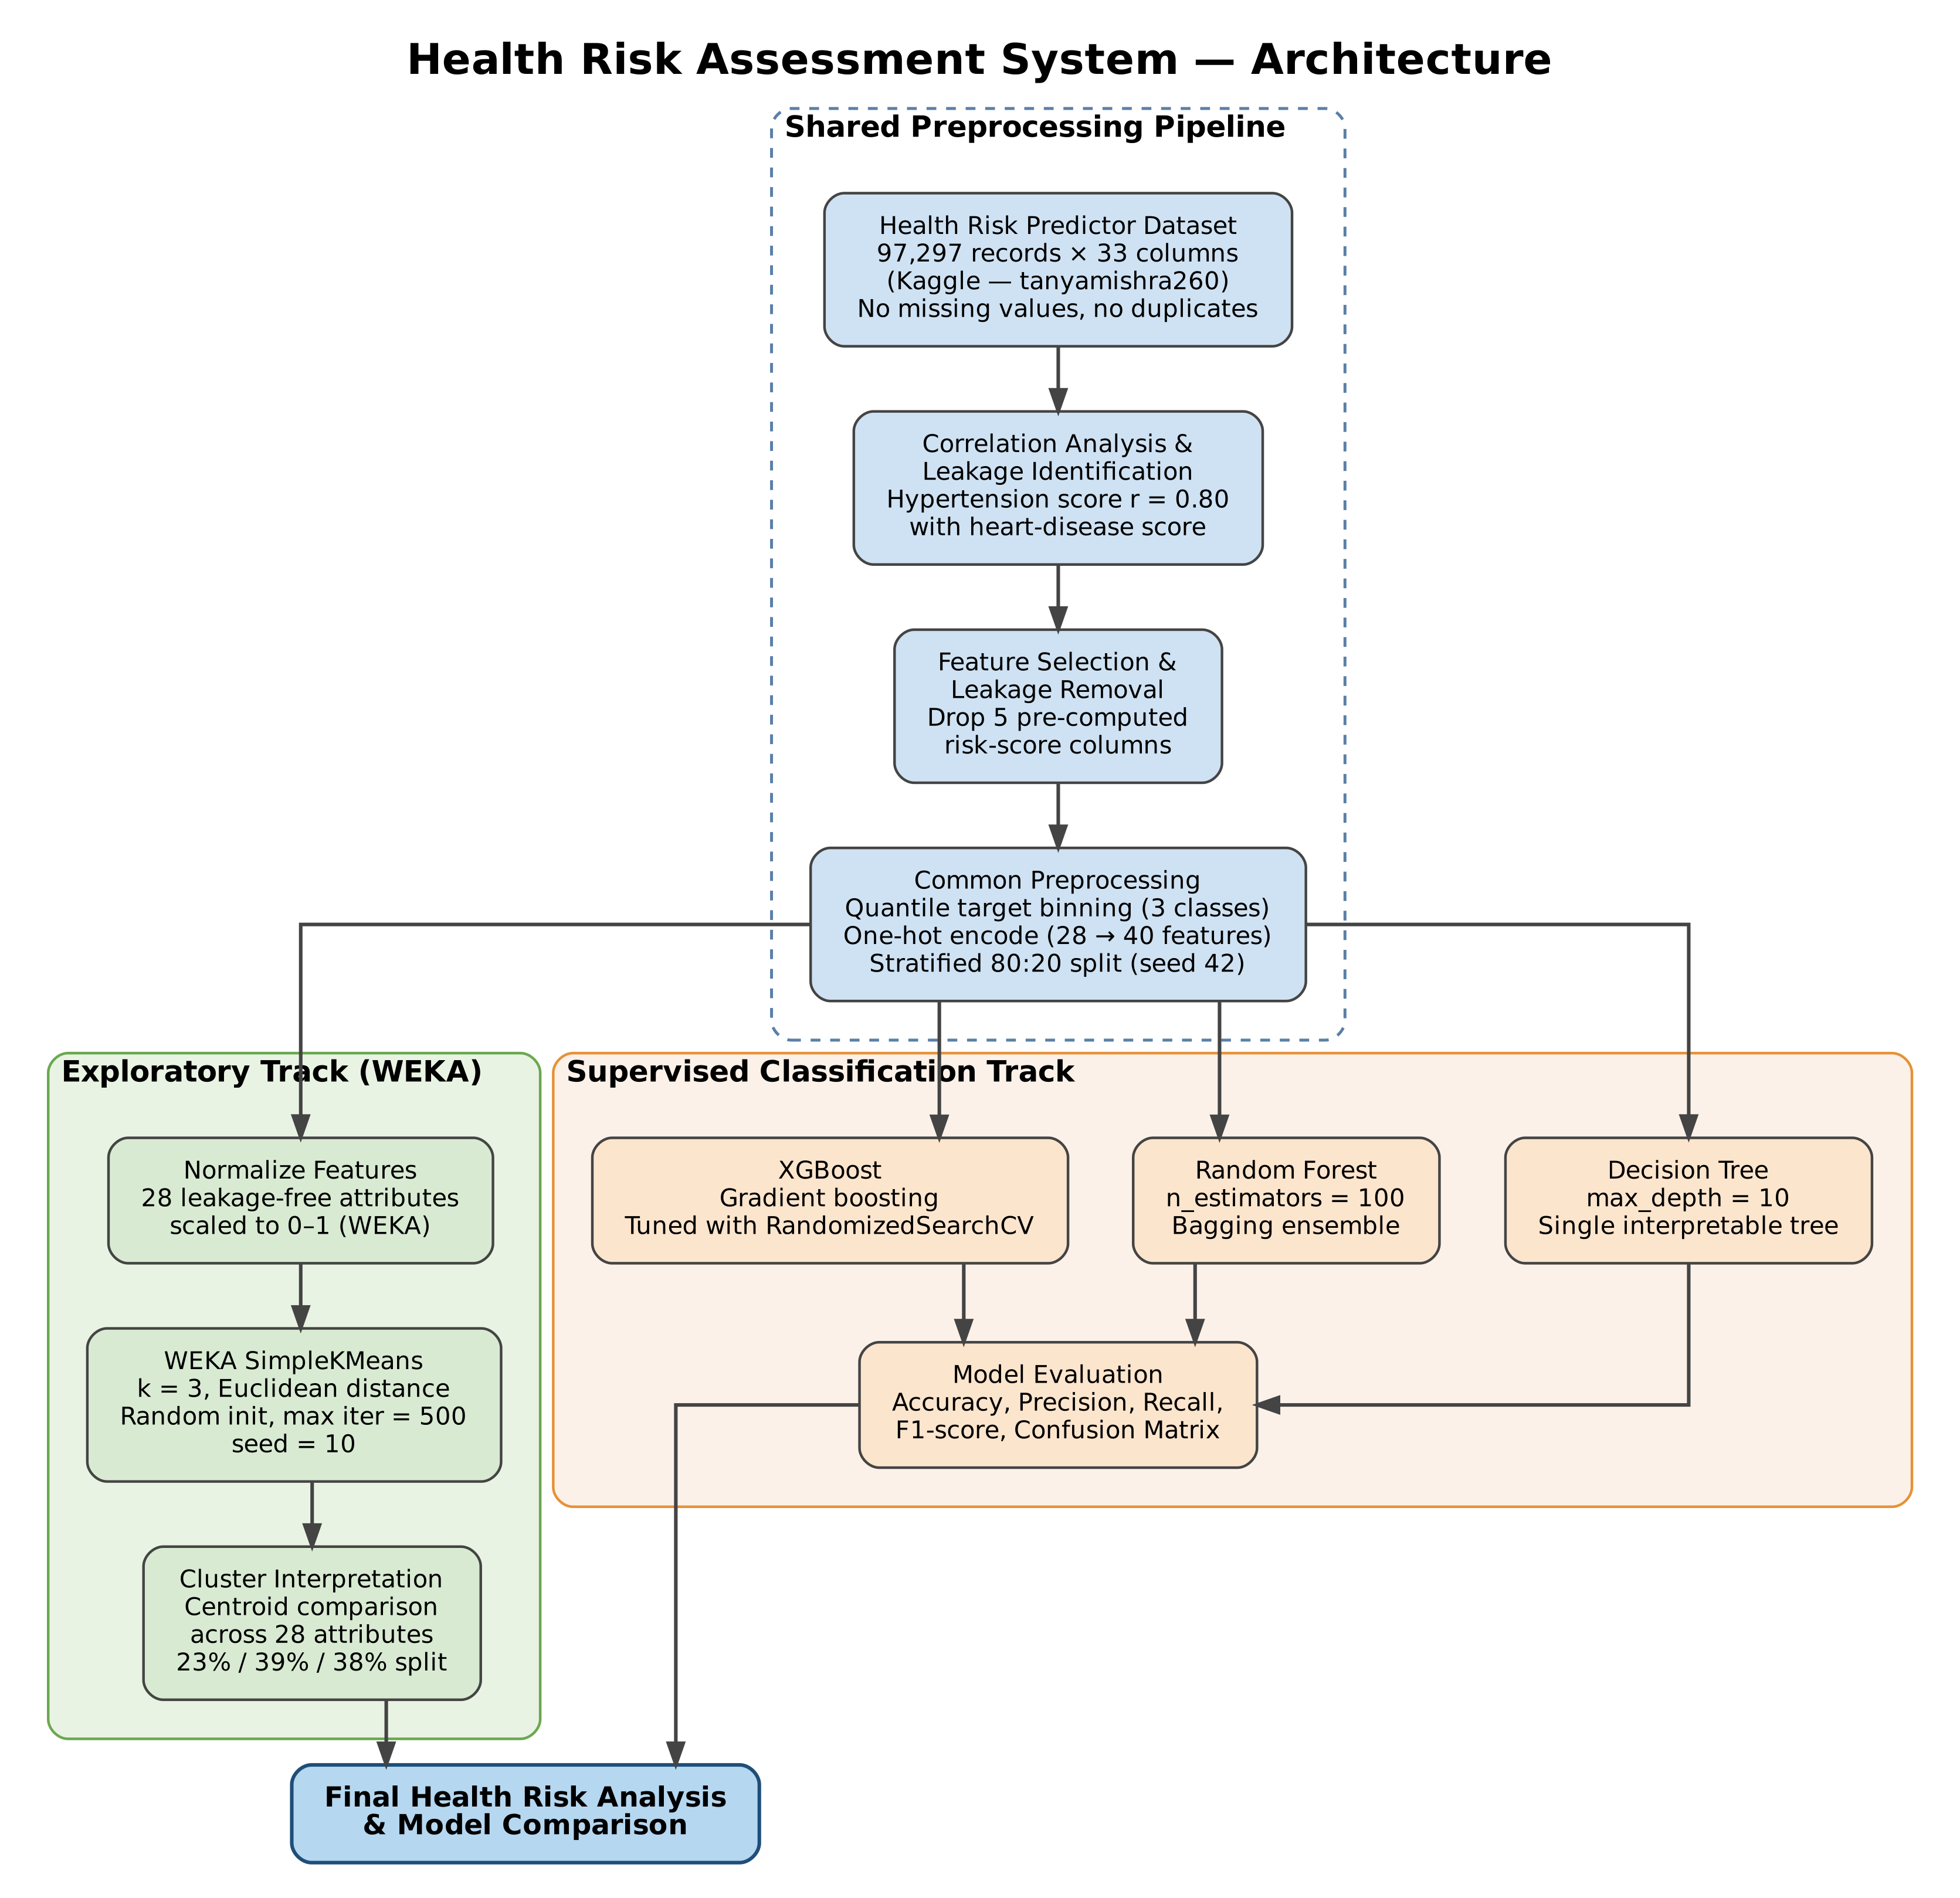 Health Risk Assessment System — Architecture
Shared Preprocessing Pipeline
Health Risk Predictor Dataset
97,297 records × 33 columns
(Kaggle — tanyamishra260)
No missing values, no duplicates
Correlation Analysis &
Leakage Identification
Hypertension score r = 0.80
with heart-disease score
Feature Selection &
Leakage Removal
Drop 5 pre-computed
risk-score columns
Common Preprocessing
Quantile target binning (3 classes)
One-hot encode (28 → 40 features)
Stratified 80:20 split (seed 42)
Exploratory Track (WEKA)
Normalize Features
28 leakage-free attributes
scaled to 0–1 (WEKA)
WEKA SimpleKMeans
k = 3, Euclidean distance
Random init, max iter = 500
seed = 10
Cluster Interpretation
Centroid comparison
across 28 attributes
23% / 39% / 38% split
Supervised Classification Track
XGBoost
Gradient boosting
Tuned with RandomizedSearchCV
Random Forest
n_estimators = 100
Bagging ensemble
Decision Tree
max_depth = 10
Single interpretable tree
Model Evaluation
Accuracy, Precision, Recall,
F1-score, Confusion Matrix
Final Health Risk Analysis
& Model Comparison